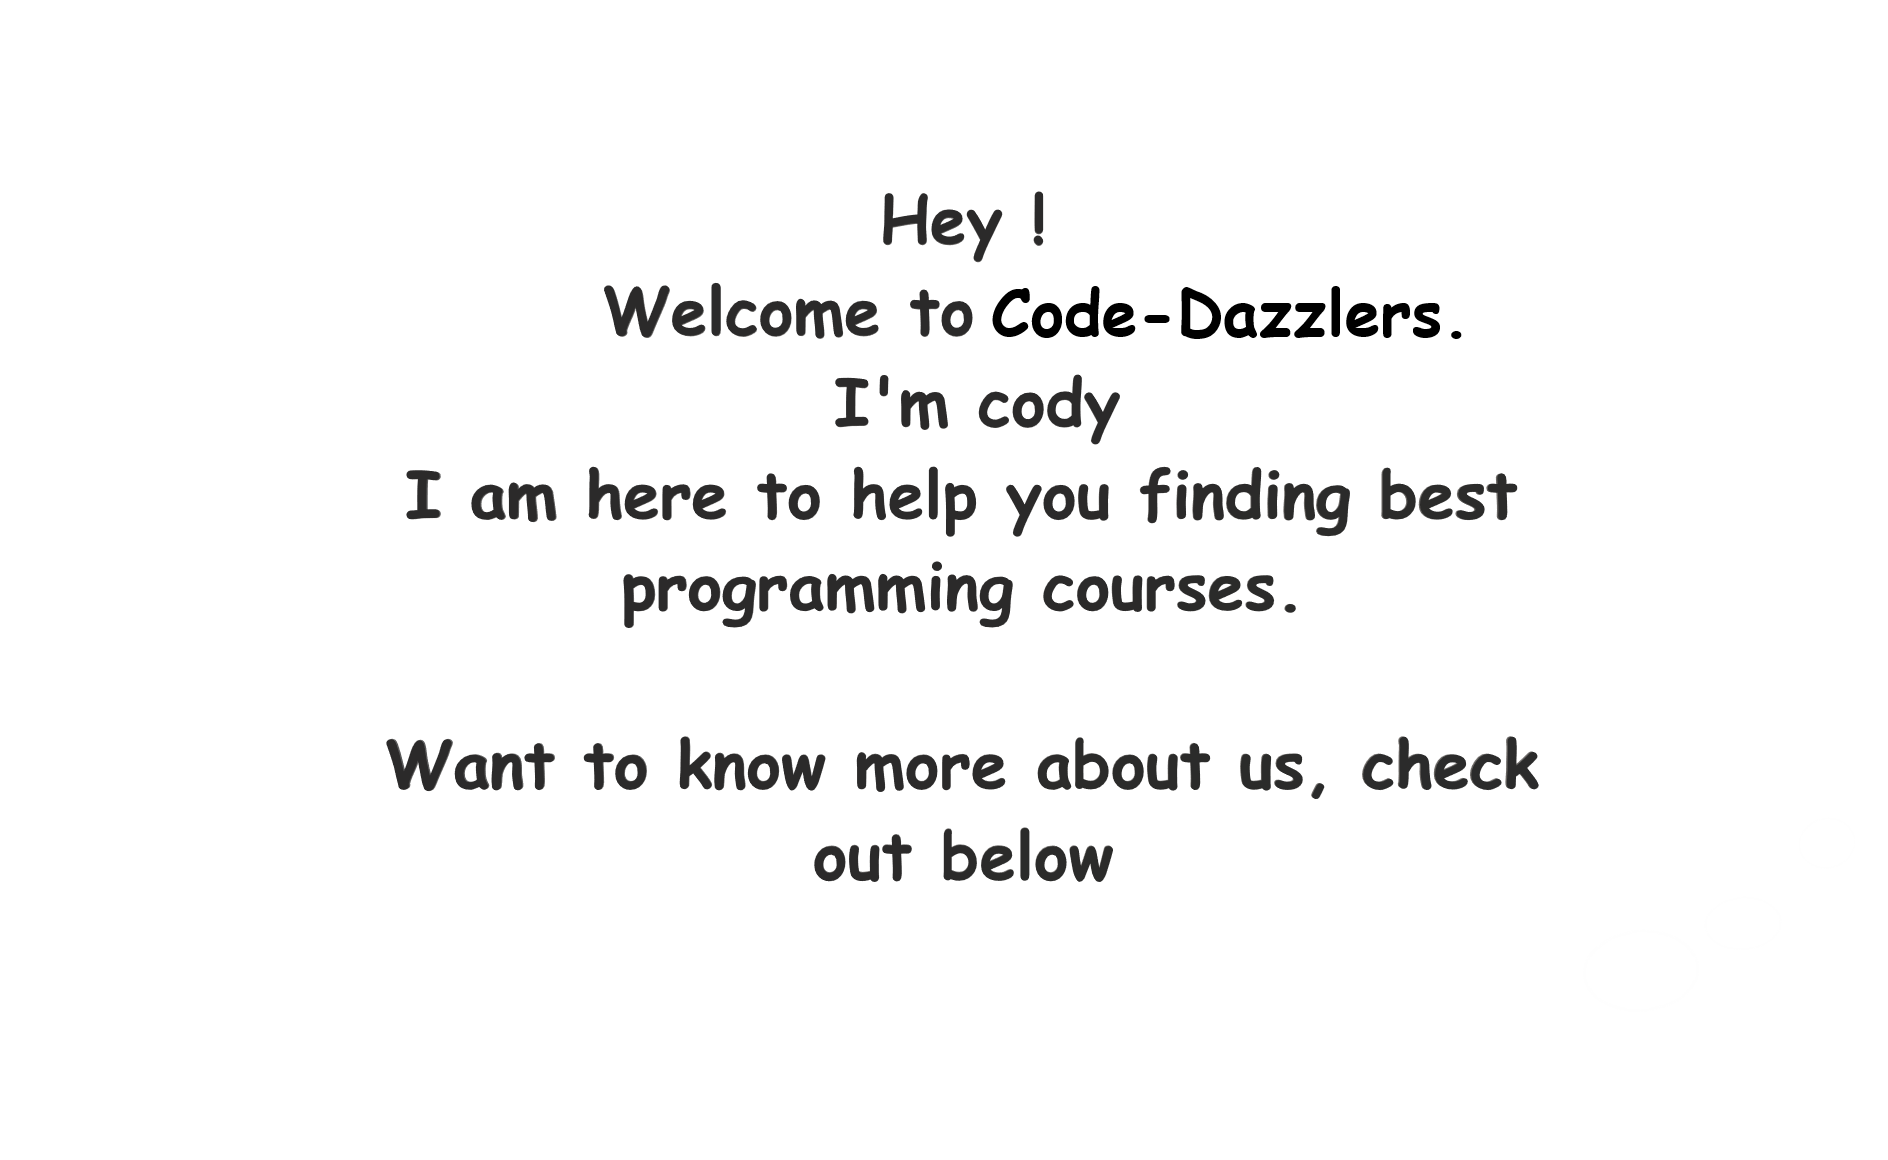 Hey !
Welcome to Code-Dazzlers.
I'm cody
I am here to help you finding best
programming courses.
Want to know more about us, check
out below